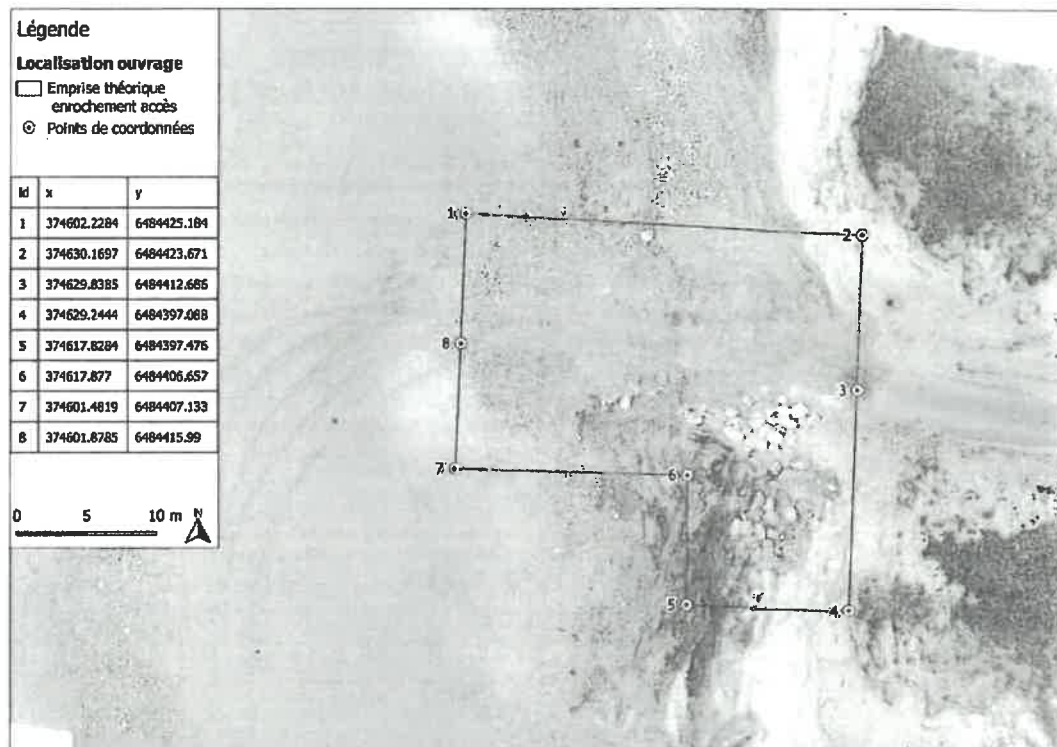 Légende
Localisation ouvrage
Emprise théorique
enrochement accès
Points de coordonnées
Id x y
1 374602.2284 6484425.184
2 374630.1697 6484423.671
3 374629.8385 6484412.686
4 374629.2444 6484397.088
5 374617.8284 6484397.476
6 374617.877 6484406.657
7 374601.4819 6484407.133
8 374601.8785 6484415.99
0 5 10 m N
1
2
8
3
7
6
5
4